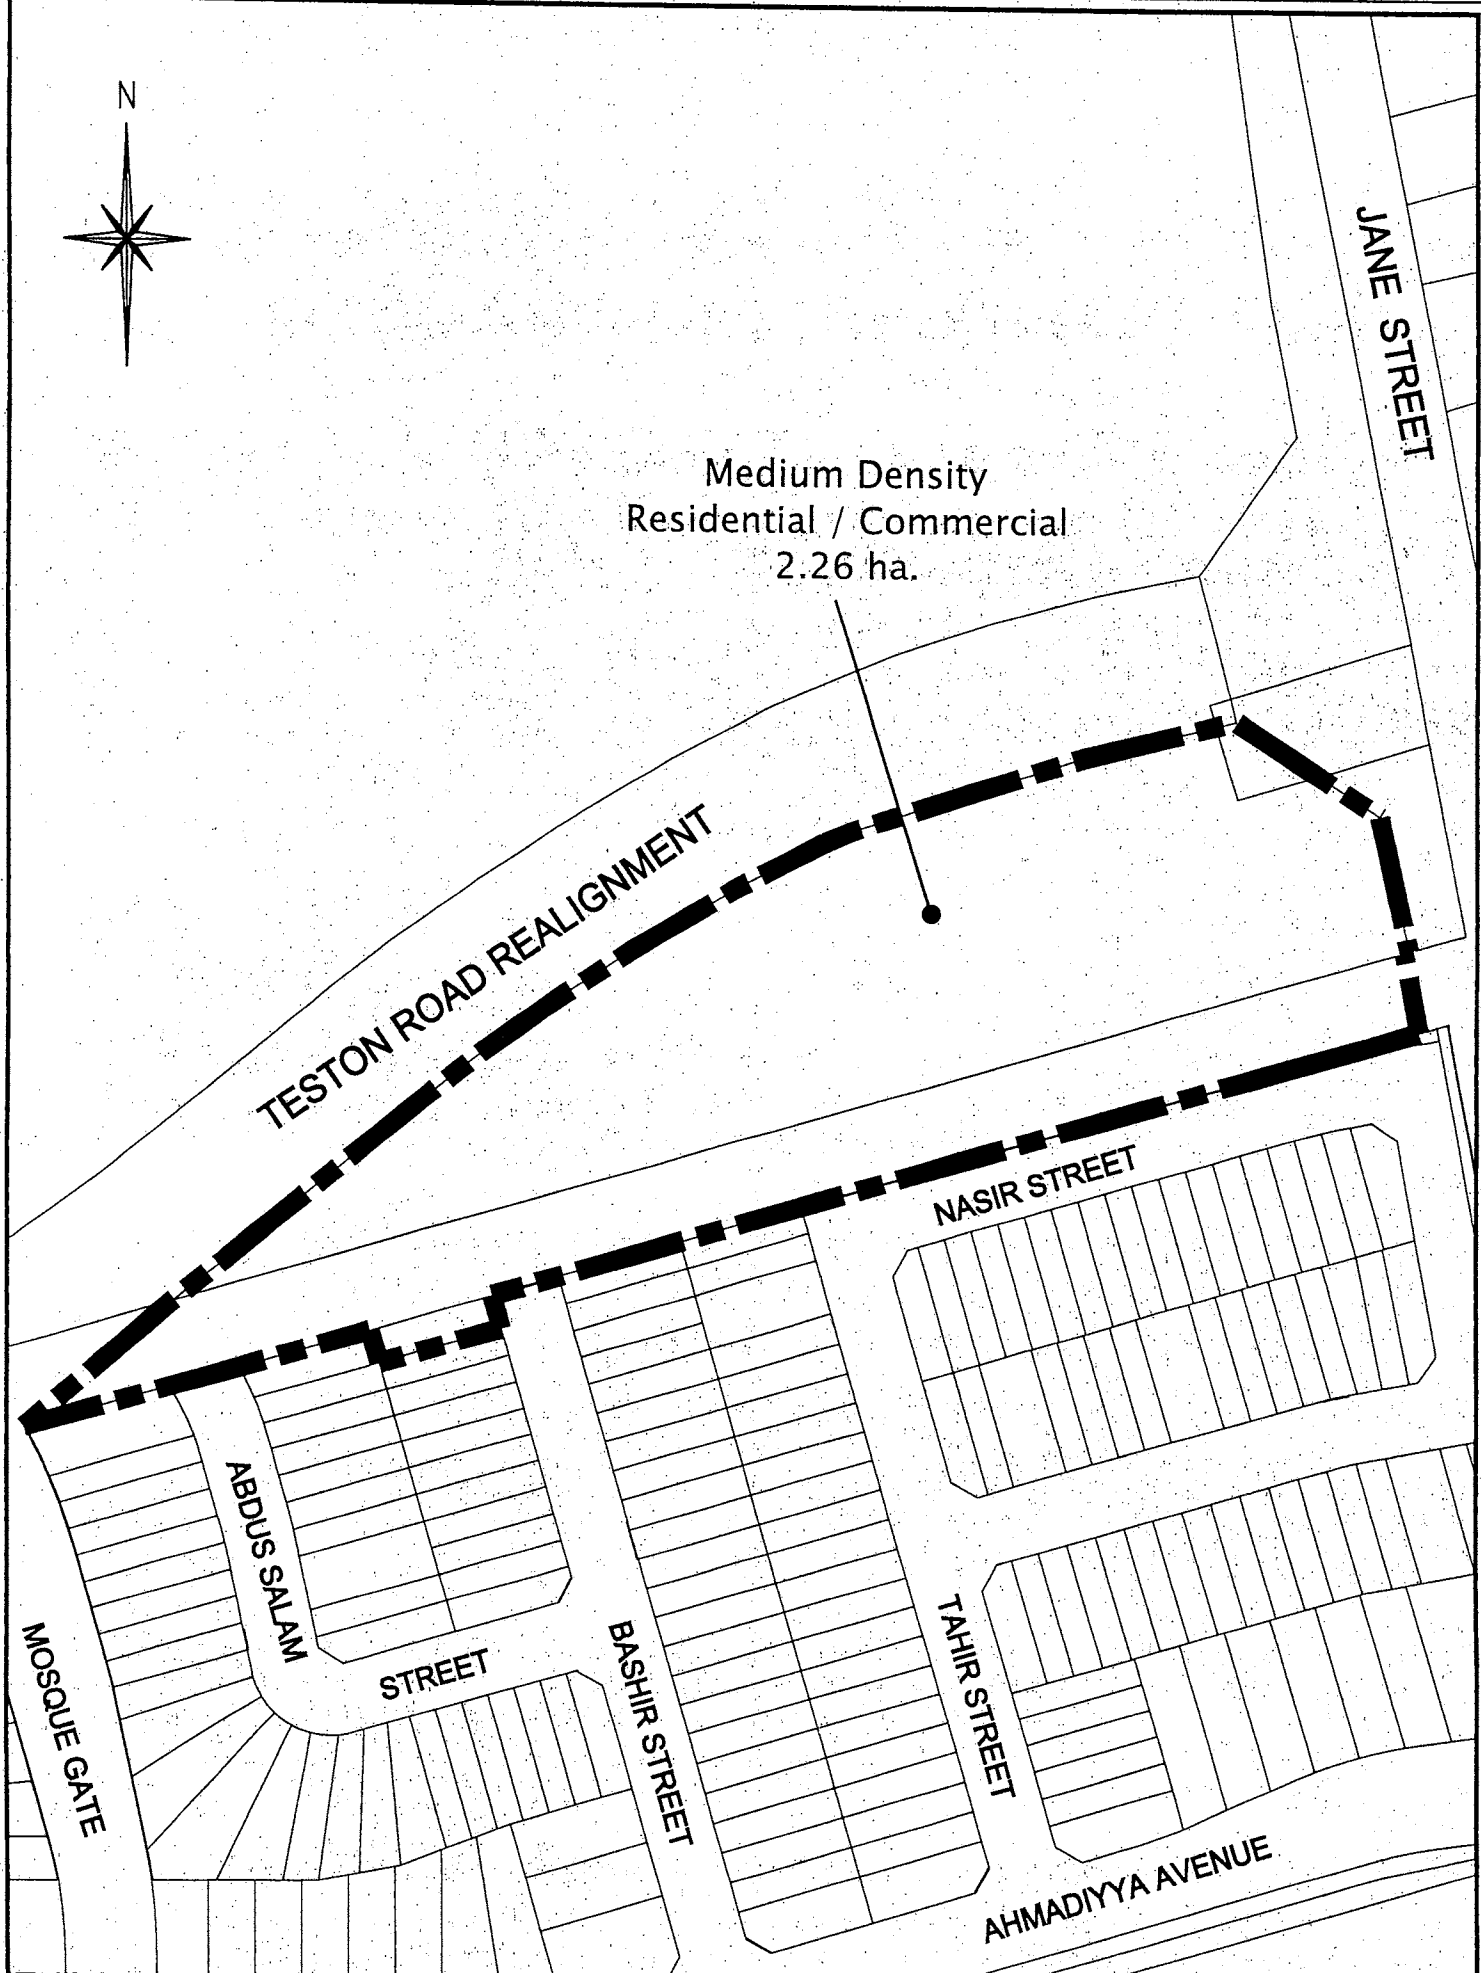 N
JANE STREET
Medium Density
Residential / Commercial
2.26 ha.
TESTON ROAD REALIGNMENT
NASIR STREET
ABDUS SALAM
STREET
MOSQUE GATE
BASHIR STREET
TAHIR STREET
AHMADIYYA AVENUE